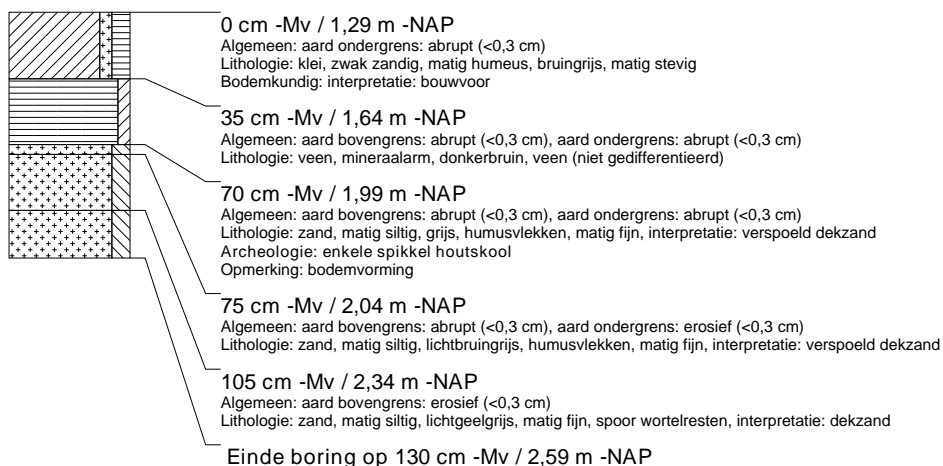 0 cm -Mv / 1,29 m -NAP
Algemeen: aard ondergrens: abrupt (<0,3 cm)
Lithologie: klei, zwak zandig, matig humeus, bruingrijs, matig stevig
Bodemkundig: interpretatie: bouwvoor
35 cm -Mv / 1,64 m -NAP
Algemeen: aard bovengrens: abrupt (<0,3 cm), aard ondergrens: abrupt (<0,3 cm)
Lithologie: veen, mineraalarm, donkerbruin, veen (niet gedifferentieerd)
70 cm -Mv / 1,99 m -NAP
Algemeen: aard bovengrens: abrupt (<0,3 cm), aard ondergrens: abrupt (<0,3 cm)
Lithologie: zand, matig siltig, grijs, humusvlekken, matig fijn, interpretatie: verspoeld dekzand
Archeologie: enkele spikkel houtskool
Opmerking: bodemvorming
75 cm -Mv / 2,04 m -NAP
Algemeen: aard bovengrens: abrupt (<0,3 cm), aard ondergrens: erosief (<0,3 cm)
Lithologie: zand, matig siltig, lichtbruingrijs, humusvlekken, matig fijn, interpretatie: verspoeld dekzand
105 cm -Mv / 2,34 m -NAP
Algemeen: aard bovengrens: erosief (<0,3 cm)
Lithologie: zand, matig siltig, lichtgeelgrijs, matig fijn, spoor wortelresten, interpretatie: dekzand
Einde boring op 130 cm -Mv / 2,59 m -NAP